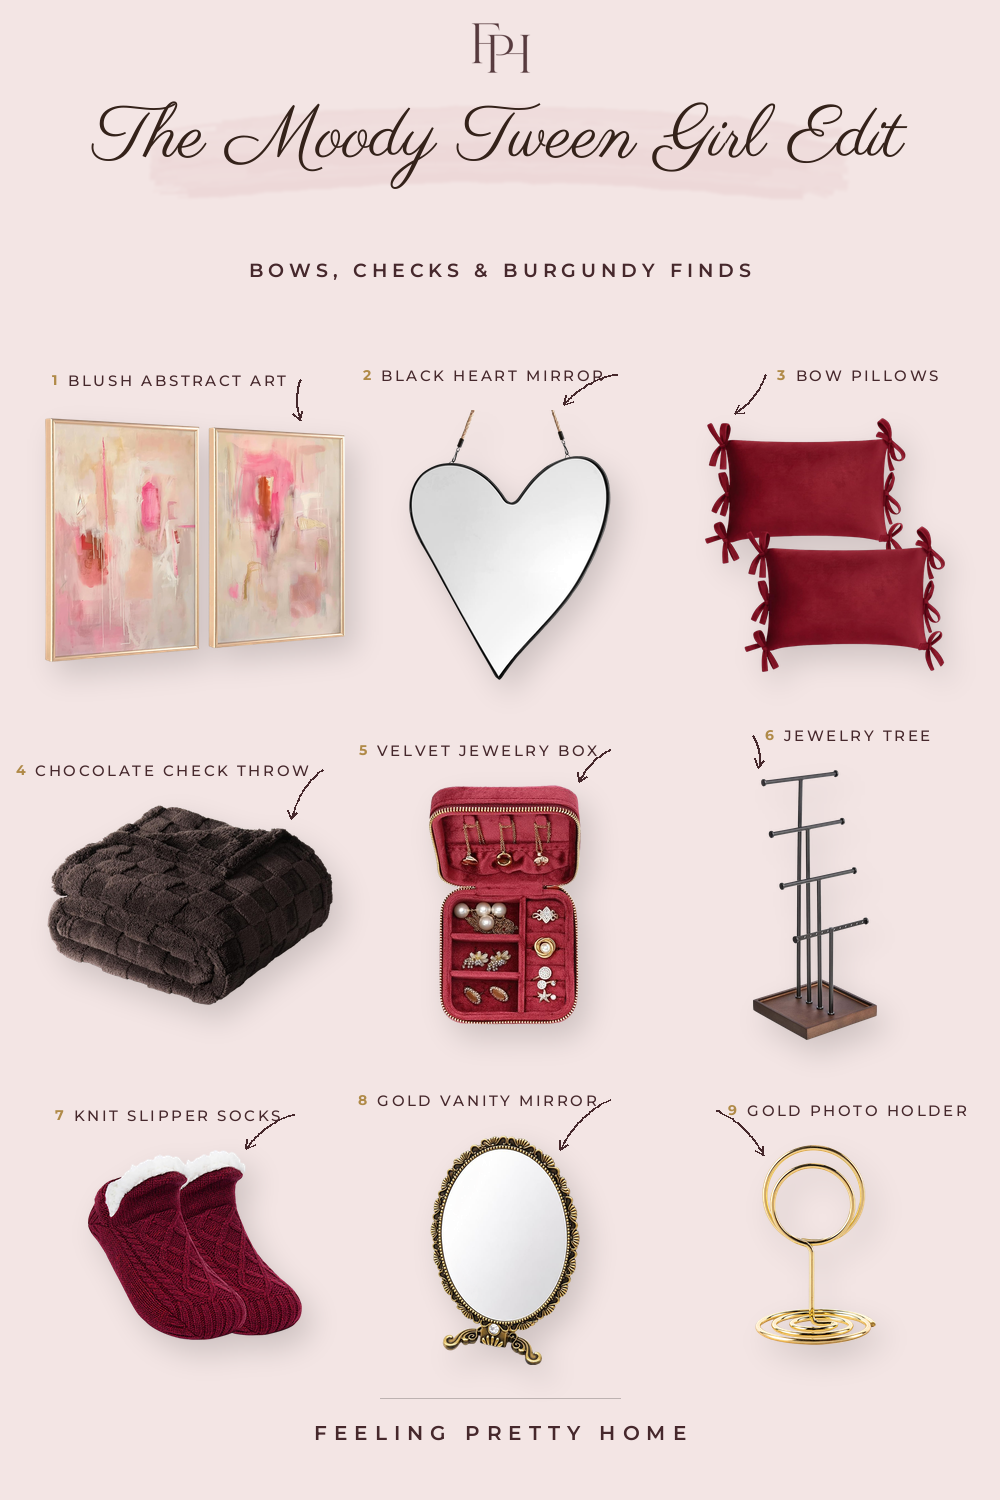 FPH
The Moody Tween Girl Edit
BOWS, CHECKS & BURGUNDY FINDS
1 BLUSH ABSTRACT ART
2 BLACK HEART MIRROR
3 BOW PILLOWS
4 CHOCOLATE CHECK THROW
5 VELVET JEWELRY BOX
6 JEWELRY TREE
7 KNIT SLIPPER SOCKS
8 GOLD VANITY MIRROR
9 GOLD PHOTO HOLDER
FEELING PRETTY HOME